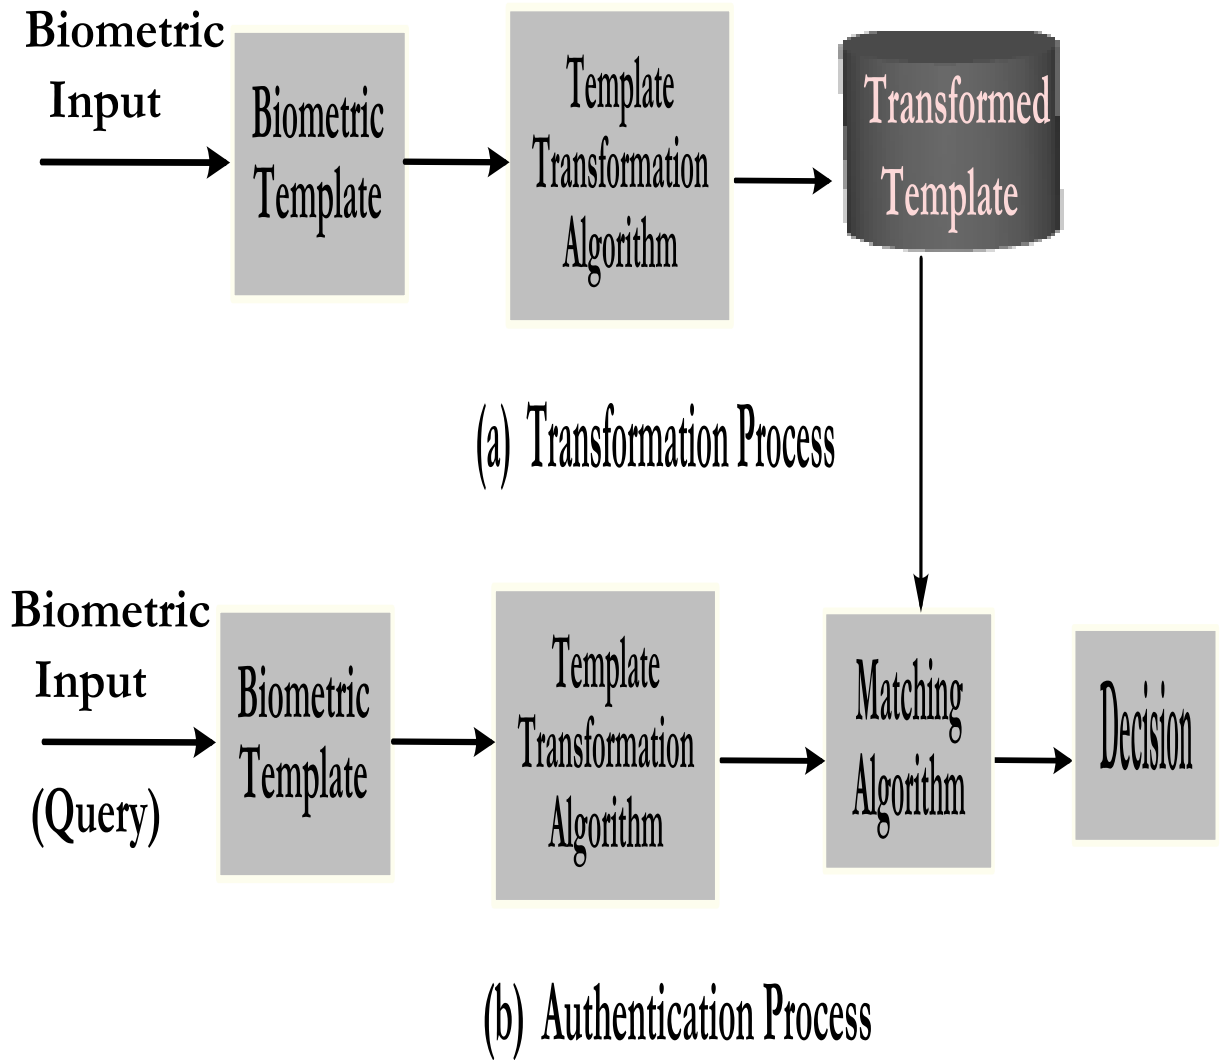 Biometric
Input
Biometric
Template
Template
Transformation
Algorithm
Transformed
Template
(a) Transformation Process
Biometric
Input
(Query)
Biometric
Template
Template
Transformation
Algorithm
Matching
Algorithm
Decision
(b) Authentication Process